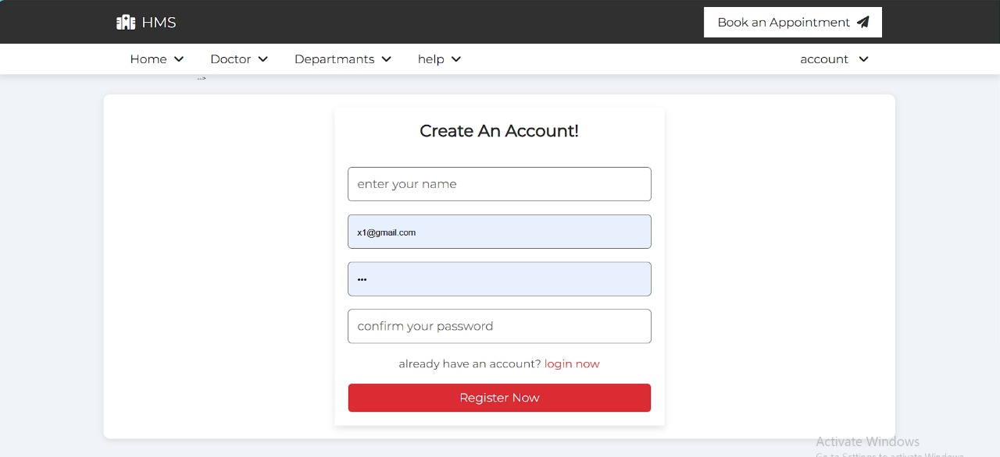 HMS
Book an Appointment
Home Doctor Departmants help account
-->
Create An Account!
enter your name
x1@gmail.com
•••
confirm your password
already have an account? login now
Register Now
Activate Windows
Go to Settings to activate Windows.